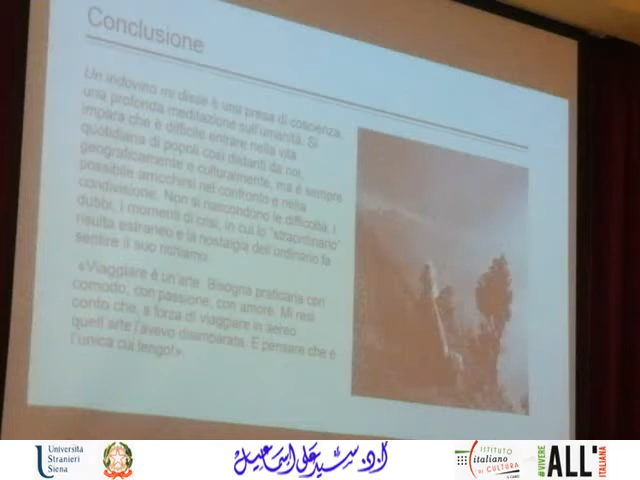 Conclusione
Un indovino mi disse è una presa di coscienza,
una profonda meditazione sull'umanità. Si
impara che è difficile entrare nella vita
quotidiana di popoli così distanti da noi
geograficamente e culturalmente, ma è sempre
possibile arricchirsi nel confronto e nella
condivisione. Non si nascondono le difficoltà, i
dubbi, i momenti di crisi, in cui lo "straordinario"
risulta estraneo e la nostalgia dell'ordinario fa
sentire il suo richiamo.
«Viaggiare è un'arte. Bisogna praticarla con
comodo, con passione, con amore. Mi resi
conto che, a forza di viaggiare in aereo
quell'arte l'avevo disimparata. E pensare che è
l'unica cui tengo!»
Università
Stranieri
Siena
ا.د. سيد على إسماعيل
ISTITUTO
italiano
DI CULTURA
IL CAIRO
#VIVERE
ALL'
ITALIANA